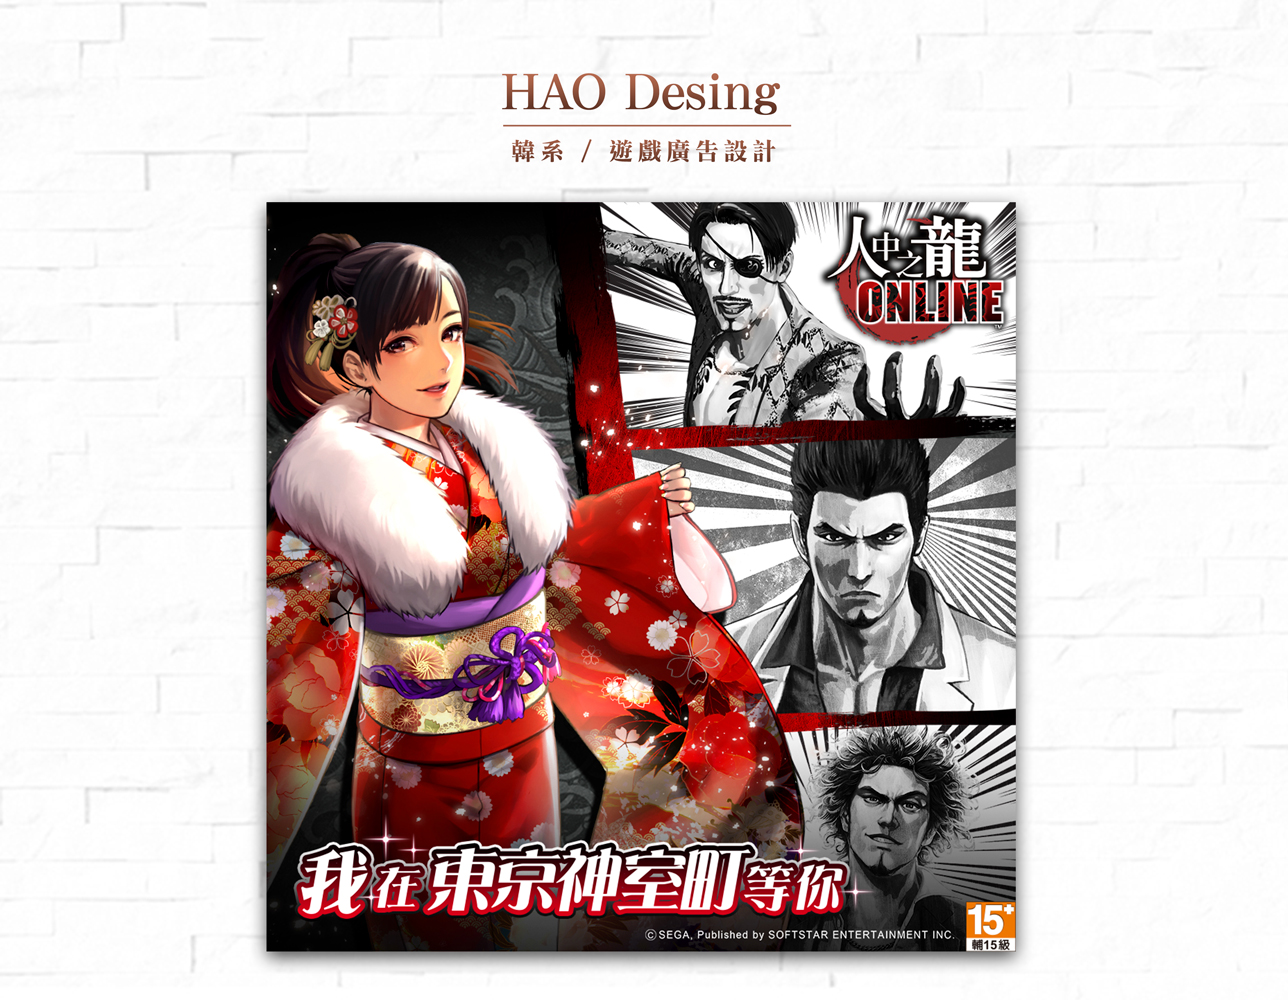 HAO Desing
韓系 / 遊戲廣告設計
人中之龍
ONLINE™
我在東京神室町等你
©SEGA, Published by SOFTSTAR ENTERTAINMENT INC.
15+
輔15級